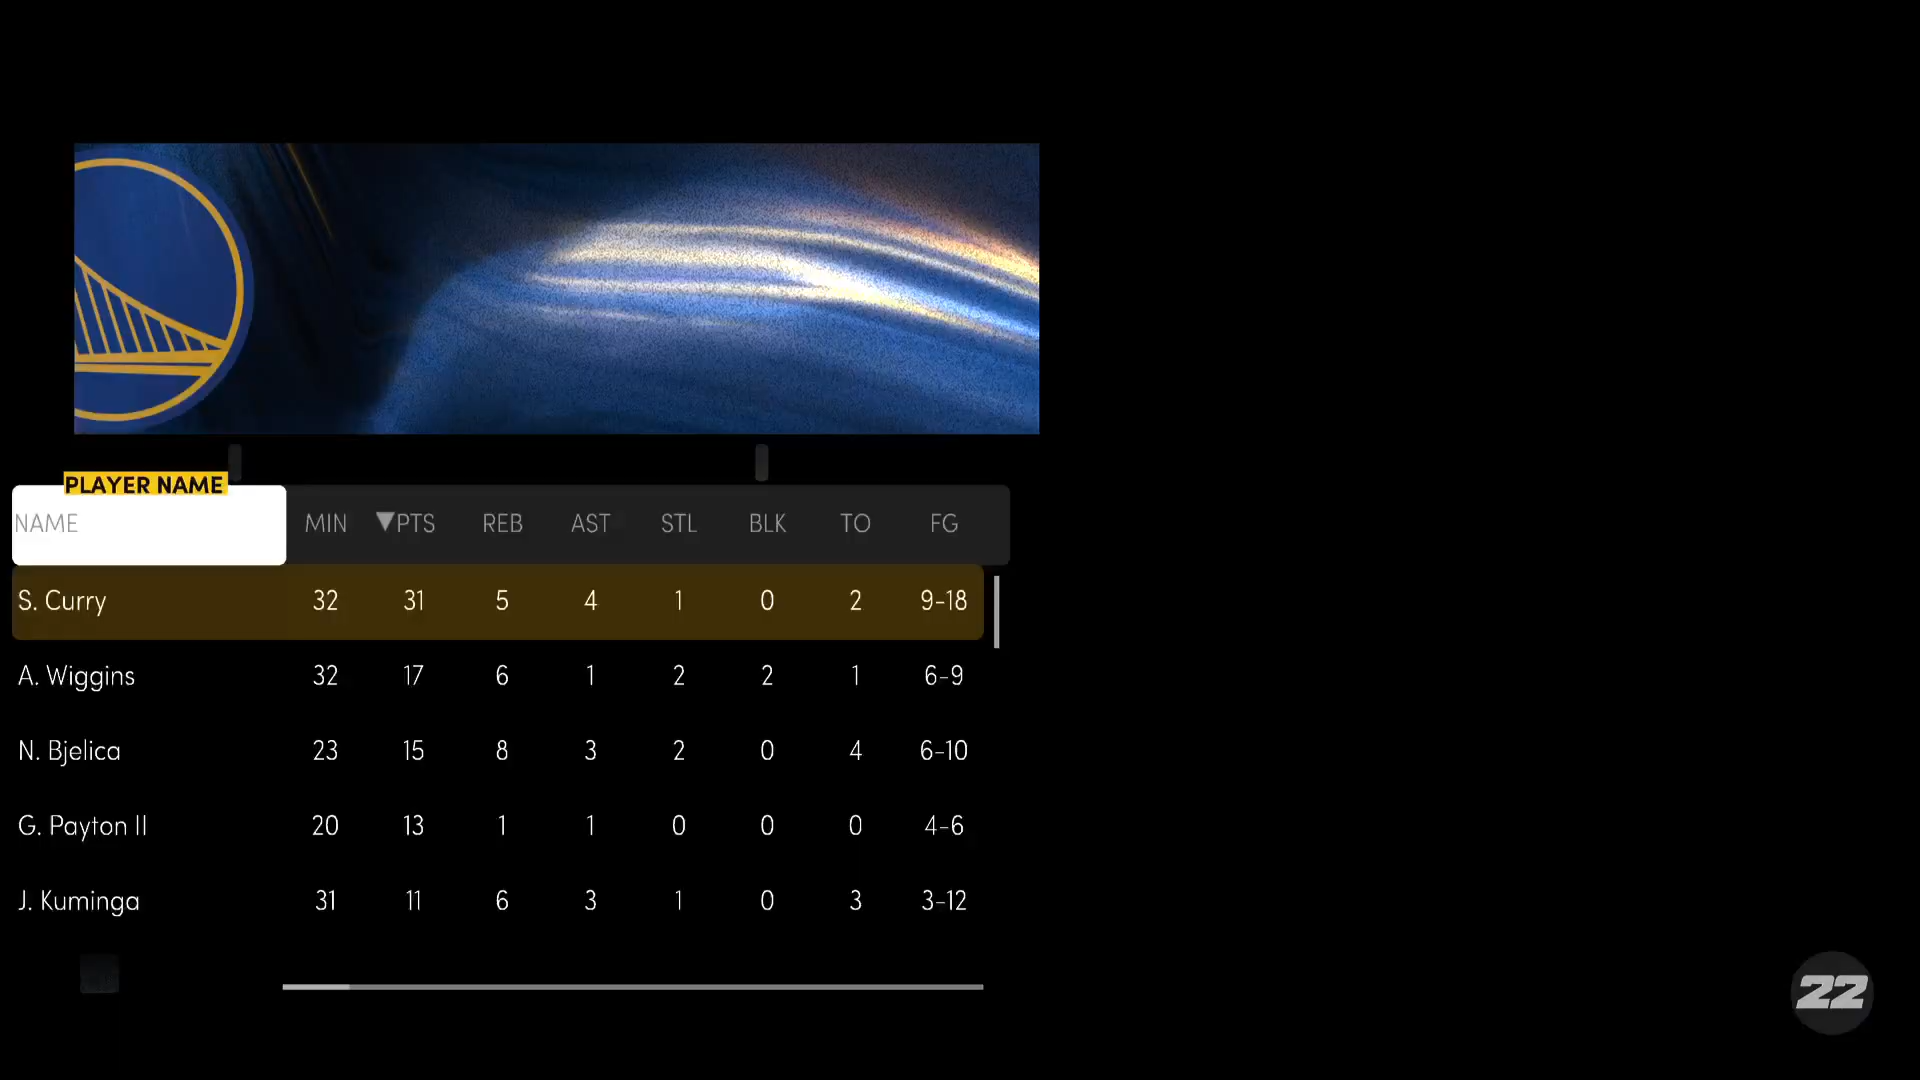 PLAYER NAME
NAME MIN ▼PTS REB AST STL BLK TO FG
S. Curry 32 31 5 4 1 0 2 9-18
A. Wiggins 32 17 6 1 2 2 1 6-9
N. Bjelica 23 15 8 3 2 0 4 6-10
G. Payton II 20 13 1 1 0 0 0 4-6
J. Kuminga 31 11 6 3 1 0 3 3-12
22